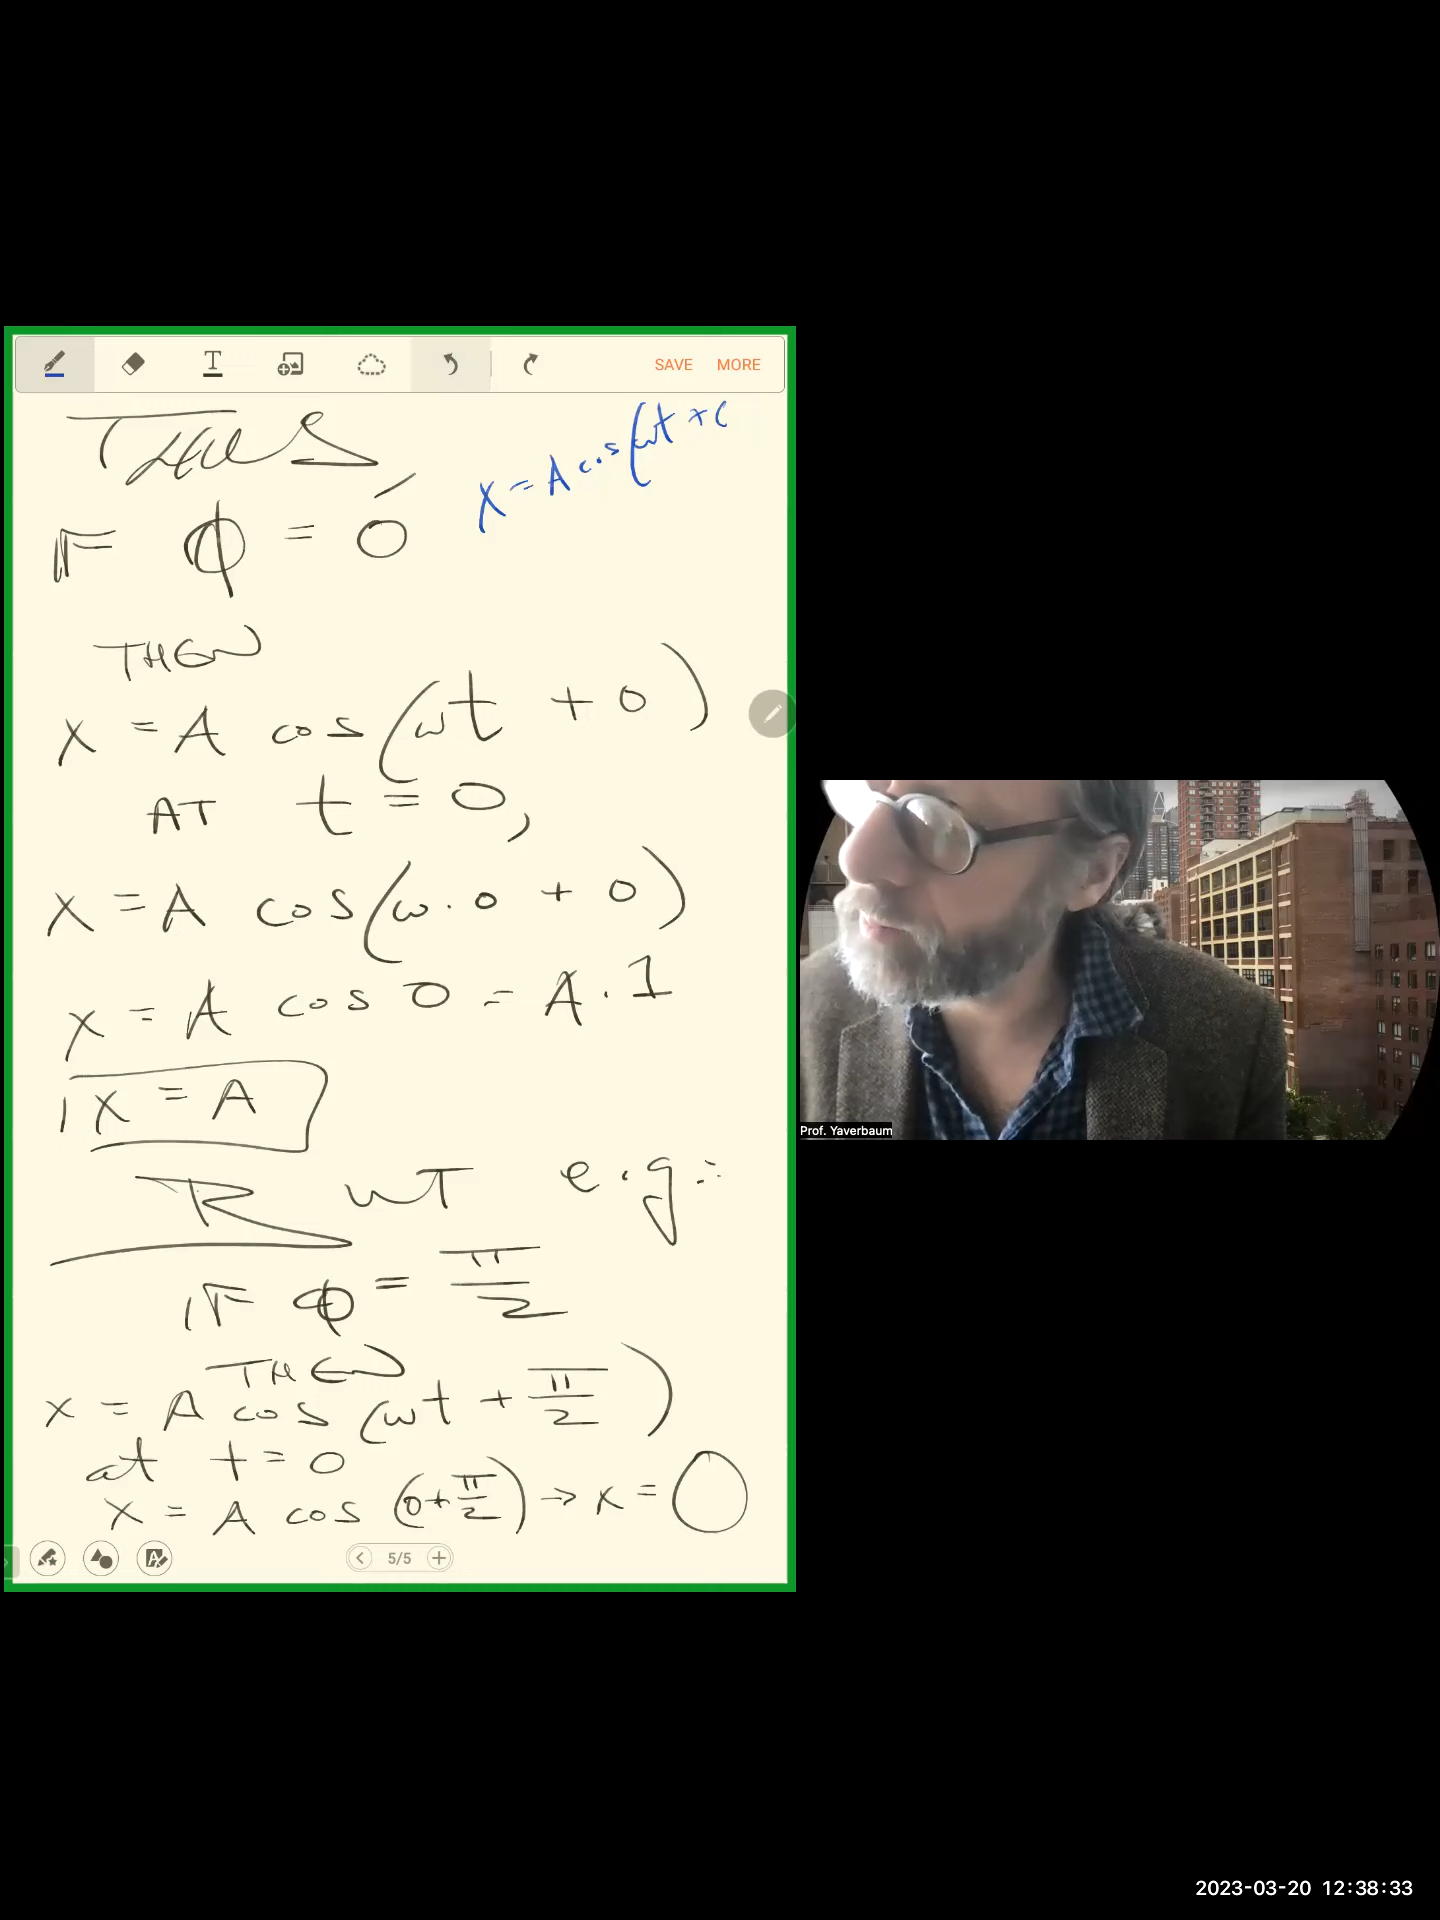 T SAVE MORE
THUS,
x = A cos(ωt + (
IF ϕ = 0
THEN
x = A cos(ωt + 0)
AT t = 0,
x = A cos(ω·0 + 0)
x = A cos 0 = A·1
x = A
e.g:
IF ϕ = π/2
THEN
x = A cos(ωt + π/2)
at t = 0
x = A cos (0+π/2) → x = 0
5/5
Prof. Yaverbaum
2023-03-20 12:38:33